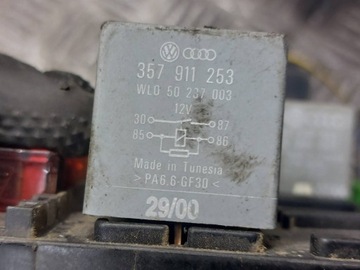 357 911 253
WLO 50 237 003
12V
30 87
85 86
Made in Tunesia
>PA6.6-GF30<
29/00